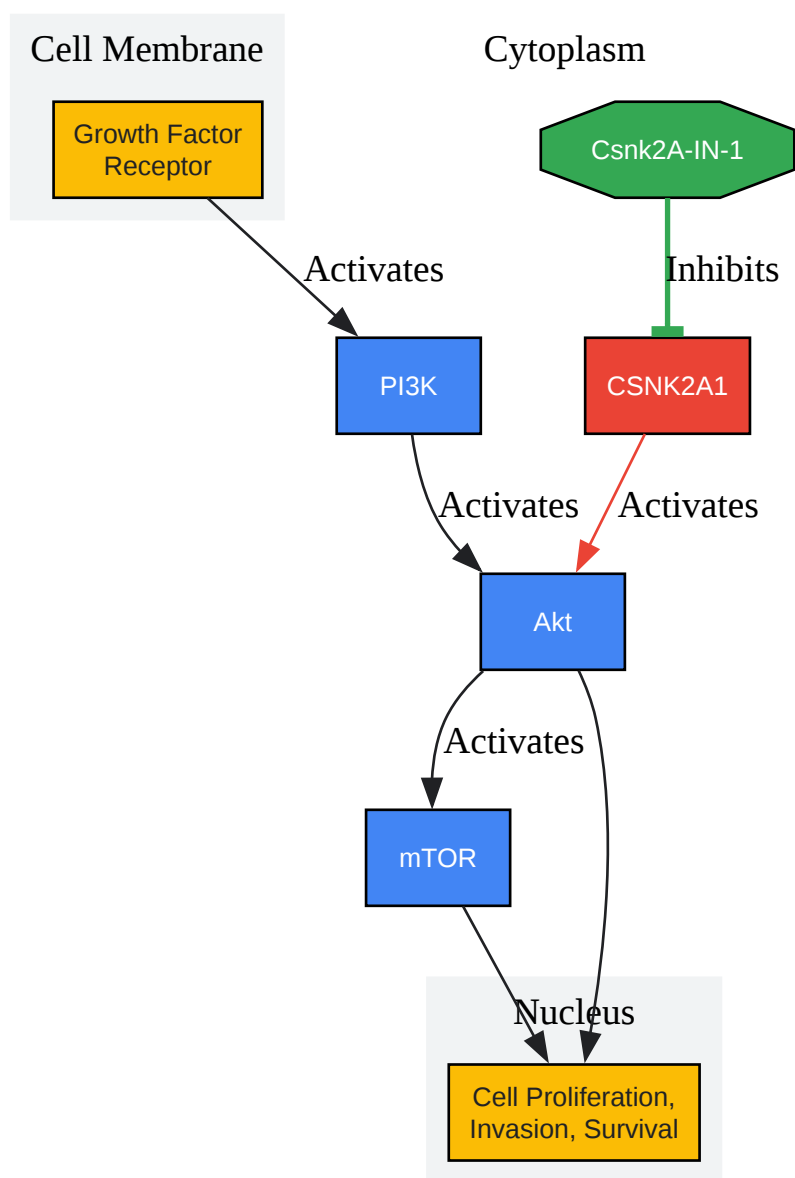 Cell Membrane
Cytoplasm
Growth Factor
Receptor
Csnk2A-IN-1
Activates
Inhibits
PI3K
CSNK2A1
Activates
Activates
Akt
Activates
mTOR
Nucleus
Cell Proliferation,
Invasion, Survival